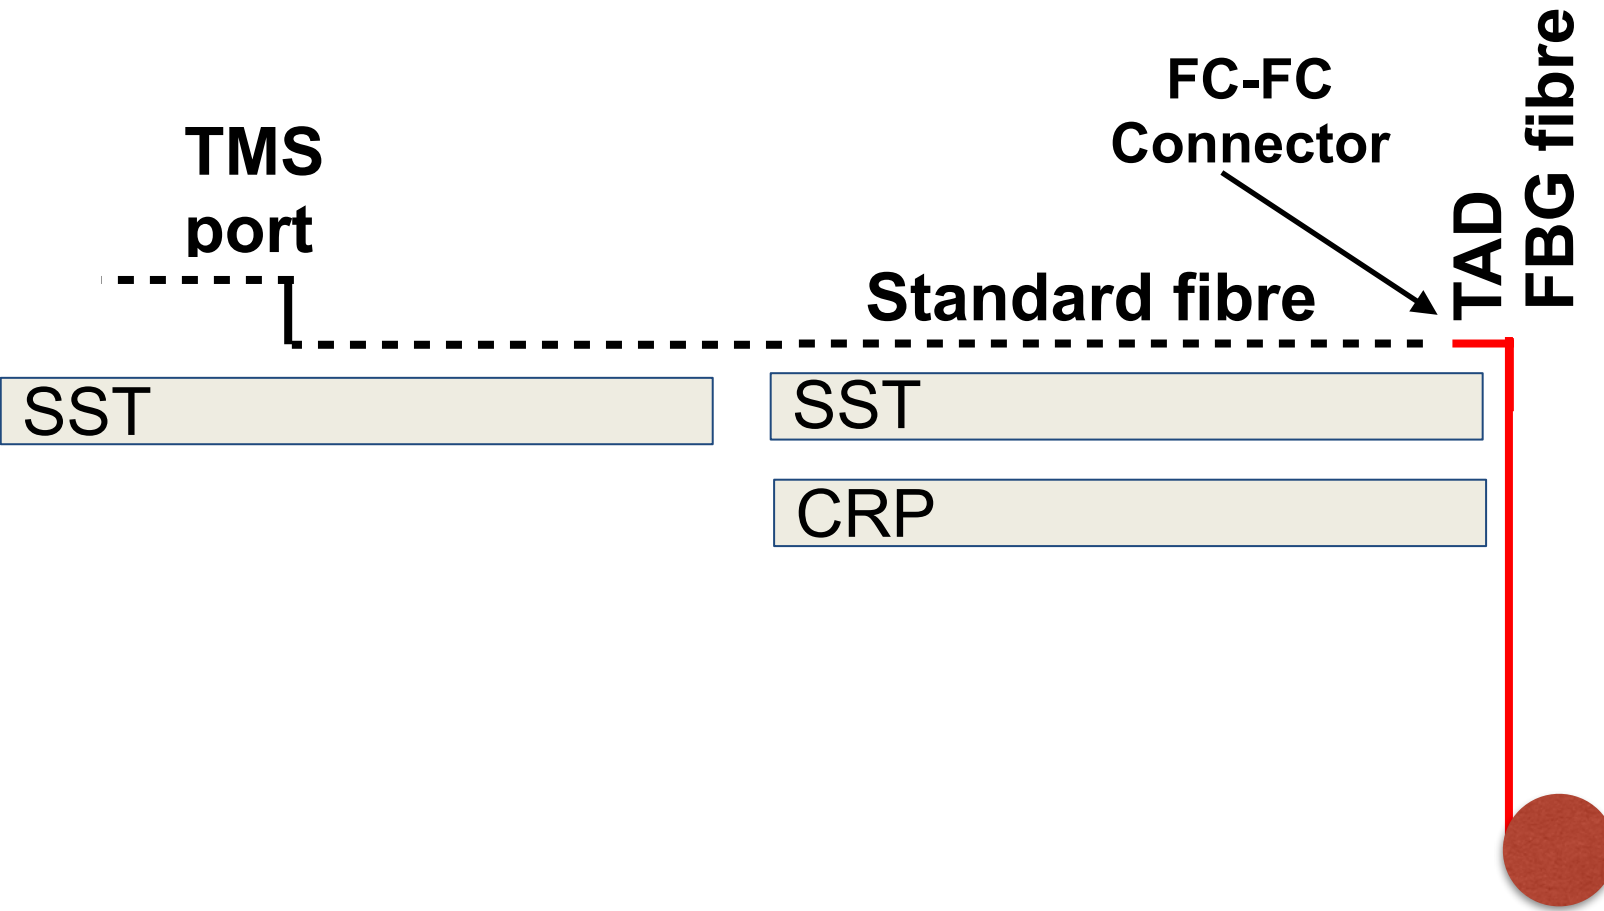 FC-FC
Connector
TMS
port
TAD
FBG fibre
Standard fibre
SST
SST
CRP